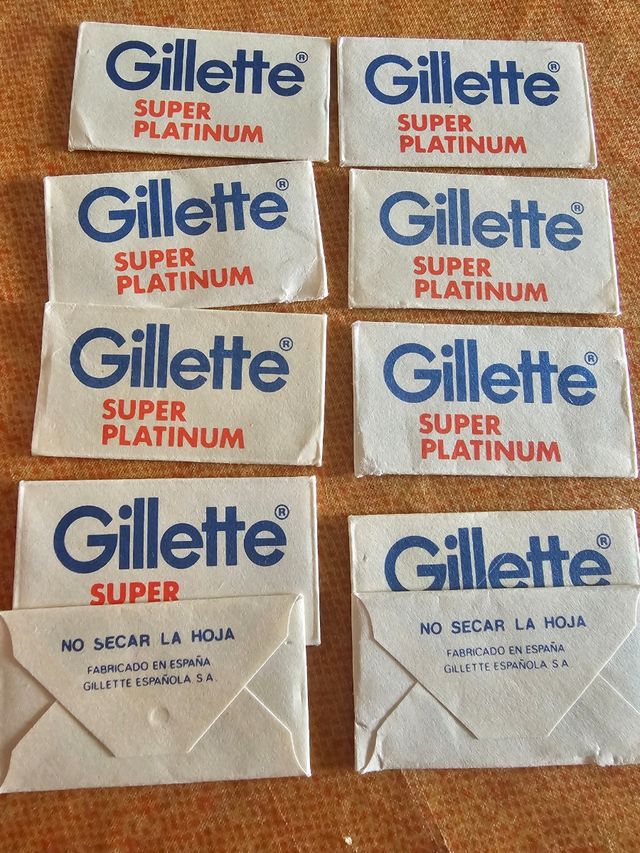 Gillette®
SUPER
PLATINUM
Gillette®
SUPER
PLATINUM
Gillette®
SUPER
PLATINUM
Gillette®
SUPER
PLATINUM
Gillette®
SUPER
PLATINUM
Gillette®
SUPER
PLATINUM
Gillette®
SUPER
Gillette®
NO SECAR LA HOJA
FABRICADO EN ESPAÑA
GILLETTE ESPAÑOLA S.A.
NO SECAR LA HOJA
FABRICADO EN ESPAÑA
GILLETTE ESPAÑOLA S.A.